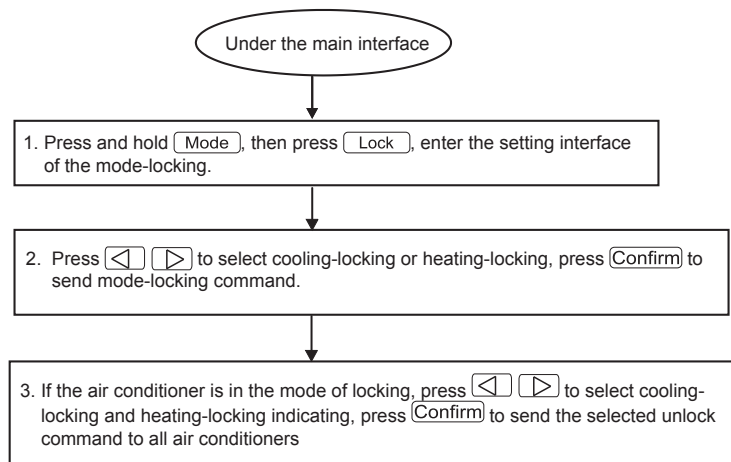 Under the main interface
1. Press and hold Mode, then press Lock, enter the setting interface
of the mode-locking.
2. Press ◁ ▷ to select cooling-locking or heating-locking, press Confirm to
send mode-locking command.
3. If the air conditioner is in the mode of locking, press ◁ ▷ to select cooling-
locking and heating-locking indicating, press Confirm to send the selected unlock
command to all air conditioners